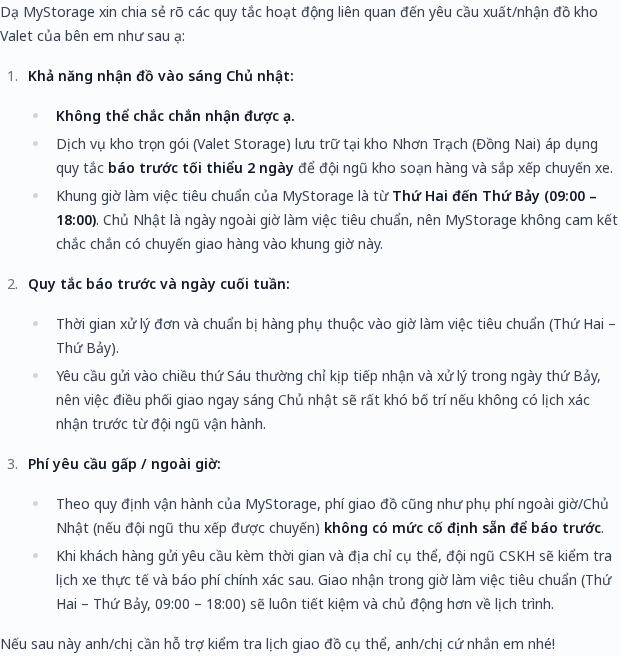 Dạ MyStorage xin chia sẻ rõ các quy tắc hoạt động liên quan đến yêu cầu xuất/nhận đồ kho
Valet của bên em như sau ạ:
1. Khả năng nhận đồ vào sáng Chủ nhật:
Không thể chắc chắn nhận được ạ.
Dịch vụ kho trọn gói (Valet Storage) lưu trữ tại kho Nhơn Trạch (Đồng Nai) áp dụng
quy tắc báo trước tối thiểu 2 ngày để đội ngũ kho soạn hàng và sắp xếp chuyến xe.
Khung giờ làm việc tiêu chuẩn của MyStorage là từ Thứ Hai đến Thứ Bảy (09:00 –
18:00). Chủ Nhật là ngày ngoài giờ làm việc tiêu chuẩn, nên MyStorage không cam kết
chắc chắn có chuyến giao hàng vào khung giờ này.
2. Quy tắc báo trước và ngày cuối tuần:
Thời gian xử lý đơn và chuẩn bị hàng phụ thuộc vào giờ làm việc tiêu chuẩn (Thứ Hai –
Thứ Bảy).
Yêu cầu gửi vào chiều thứ Sáu thường chỉ kịp tiếp nhận và xử lý trong ngày thứ Bảy,
nên việc điều phối giao ngay sáng Chủ nhật sẽ rất khó bố trí nếu không có lịch xác
nhận trước từ đội ngũ vận hành.
3. Phí yêu cầu gấp / ngoài giờ:
Theo quy định vận hành của MyStorage, phí giao đồ cũng như phụ phí ngoài giờ/Chủ
Nhật (nếu đội ngũ thu xếp được chuyến) không có mức cố định sẵn để báo trước.
Khi khách hàng gửi yêu cầu kèm thời gian và địa chỉ cụ thể, đội ngũ CSKH sẽ kiểm tra
lịch xe thực tế và báo phí chính xác sau. Giao nhận trong giờ làm việc tiêu chuẩn (Thứ
Hai – Thứ Bảy, 09:00 – 18:00) sẽ luôn tiết kiệm và chủ động hơn về lịch trình.
Nếu sau này anh/chị cần hỗ trợ kiểm tra lịch giao đồ cụ thể, anh/chị cứ nhắn em nhé!